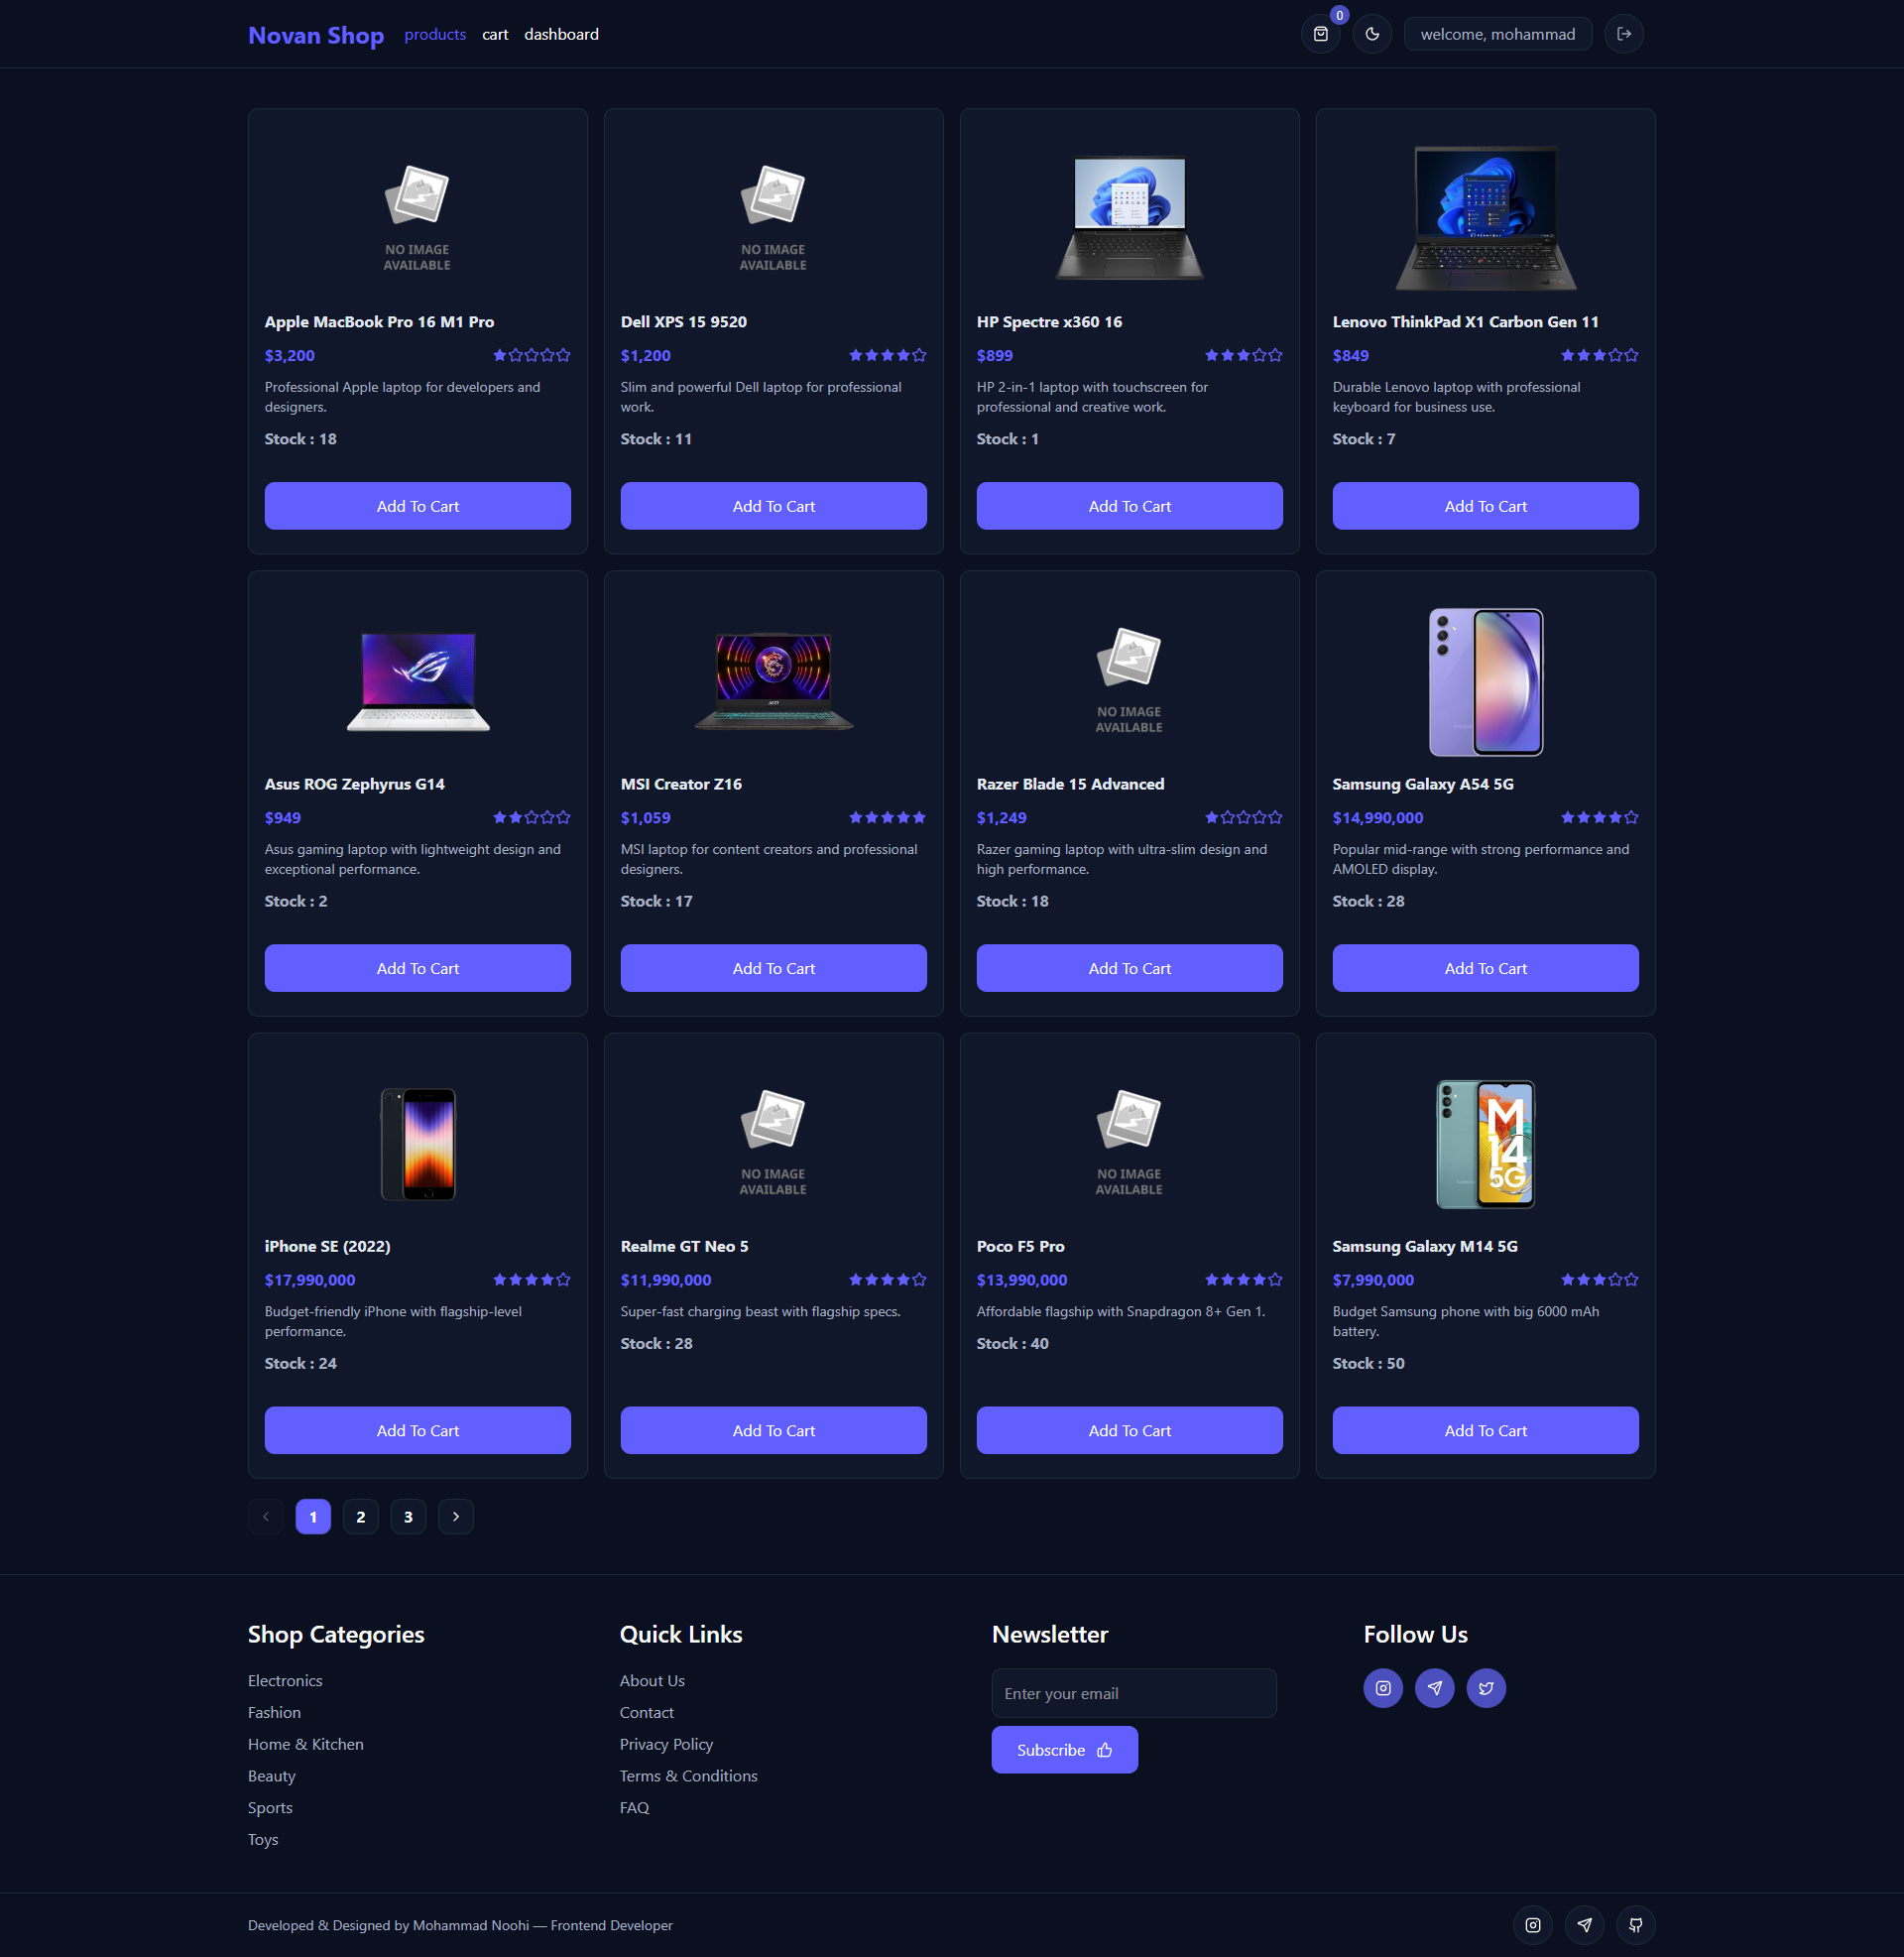 Novan Shop
products
cart
dashboard
0
welcome, mohammad
NO IMAGE
AVAILABLE
Apple MacBook Pro 16 M1 Pro
$3,200
Professional Apple laptop for developers and
designers.
Stock : 18
Add To Cart
NO IMAGE
AVAILABLE
Dell XPS 15 9520
$1,200
Slim and powerful Dell laptop for professional
work.
Stock : 11
Add To Cart
HP Spectre x360 16
$899
HP 2-in-1 laptop with touchscreen for
professional and creative work.
Stock : 1
Add To Cart
Lenovo ThinkPad X1 Carbon Gen 11
$849
Durable Lenovo laptop with professional
keyboard for business use.
Stock : 7
Add To Cart
Asus ROG Zephyrus G14
$949
Asus gaming laptop with lightweight design and
exceptional performance.
Stock : 2
Add To Cart
MSI Creator Z16
$1,059
MSI laptop for content creators and professional
designers.
Stock : 17
Add To Cart
NO IMAGE
AVAILABLE
Razer Blade 15 Advanced
$1,249
Razer gaming laptop with ultra-slim design and
high performance.
Stock : 18
Add To Cart
Samsung Galaxy A54 5G
$14,990,000
Popular mid-range with strong performance and
AMOLED display.
Stock : 28
Add To Cart
iPhone SE (2022)
$17,990,000
Budget-friendly iPhone with flagship-level
performance.
Stock : 24
Add To Cart
NO IMAGE
AVAILABLE
Realme GT Neo 5
$11,990,000
Super-fast charging beast with flagship specs.
Stock : 28
Add To Cart
NO IMAGE
AVAILABLE
Poco F5 Pro
$13,990,000
Affordable flagship with Snapdragon 8+ Gen 1.
Stock : 40
Add To Cart
M
14
5G
Samsung Galaxy M14 5G
$7,990,000
Budget Samsung phone with big 6000 mAh
battery.
Stock : 50
Add To Cart
1
2
3
Shop Categories
Electronics
Fashion
Home & Kitchen
Beauty
Sports
Toys
Quick Links
About Us
Contact
Privacy Policy
Terms & Conditions
FAQ
Newsletter
Enter your email
Subscribe
Follow Us
Developed & Designed by Mohammad Noohi — Frontend Developer